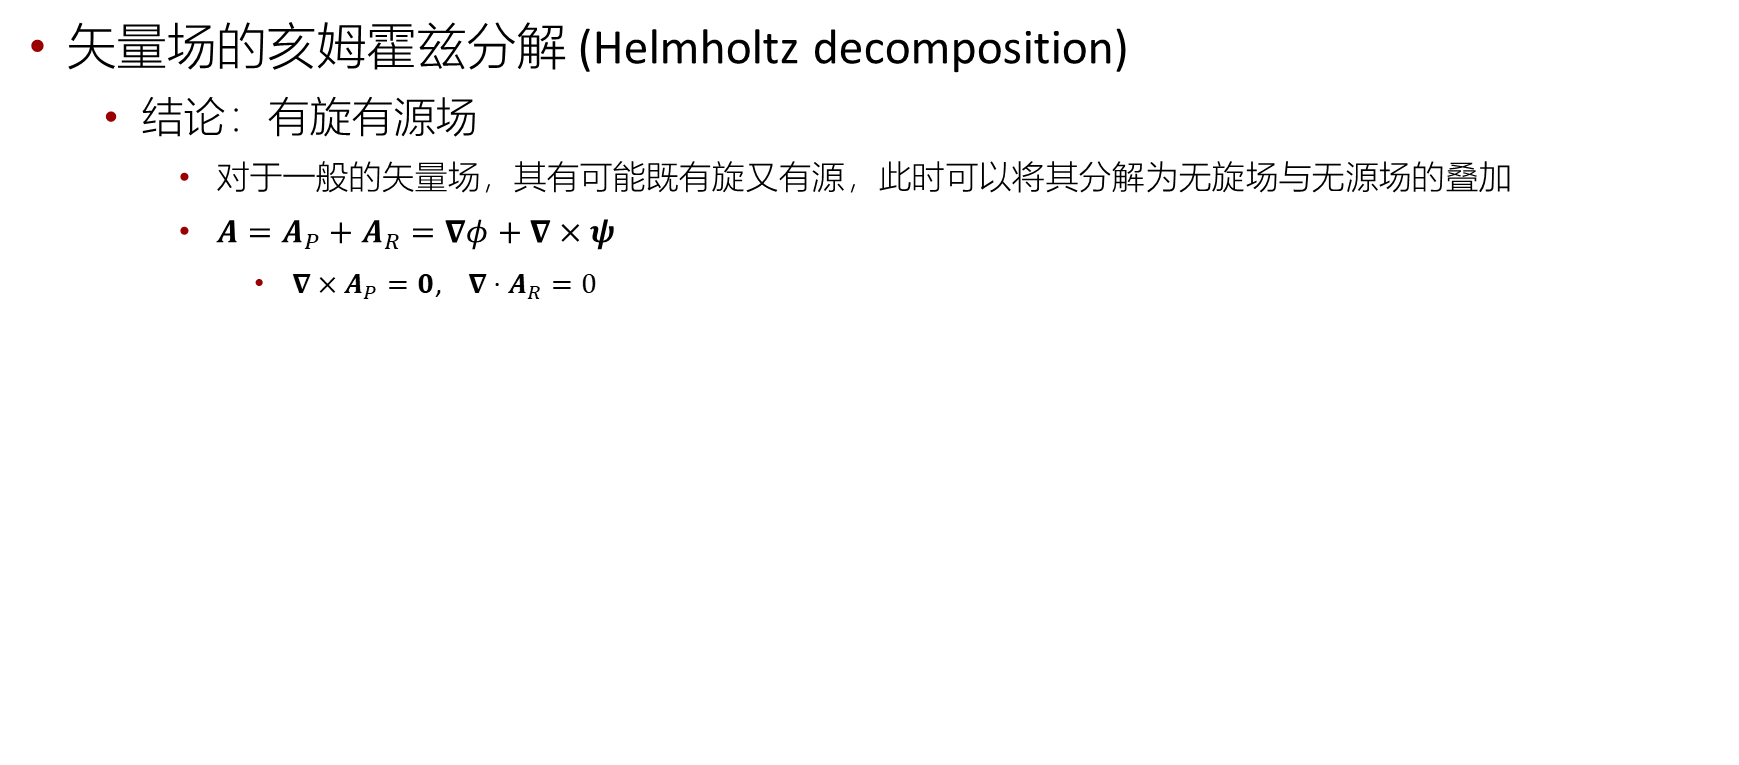 • 矢量场的亥姆霍兹分解 (Helmholtz decomposition)
• 结论：有旋有源场
• 对于一般的矢量场，其有可能既有旋又有源，此时可以将其分解为无旋场与无源场的叠加
• 𝑨 = 𝑨_P + 𝑨_R = 𝛁𝜙 + 𝛁 × 𝝍
• 𝛁 × 𝑨_P = 𝟎, 𝛁 · 𝑨_R = 0